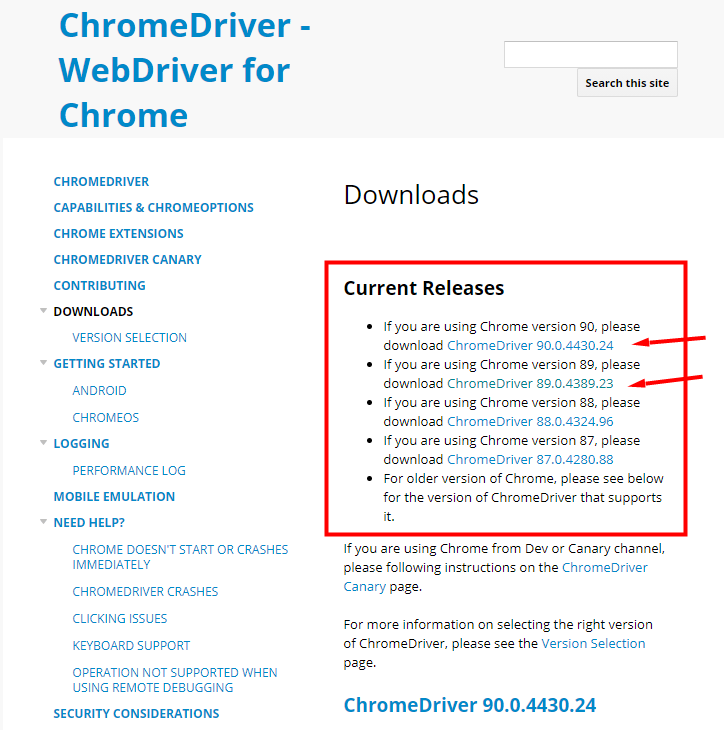 ChromeDriver -
WebDriver for
Chrome
Search this site
CHROMEDRIVER
CAPABILITIES & CHROMEOPTIONS
CHROME EXTENSIONS
CHROMEDRIVER CANARY
CONTRIBUTING
DOWNLOADS
VERSION SELECTION
GETTING STARTED
ANDROID
CHROMEOS
LOGGING
PERFORMANCE LOG
MOBILE EMULATION
NEED HELP?
CHROME DOESN'T START OR CRASHES
IMMEDIATELY
CHROMEDRIVER CRASHES
CLICKING ISSUES
KEYBOARD SUPPORT
OPERATION NOT SUPPORTED WHEN
USING REMOTE DEBUGGING
SECURITY CONSIDERATIONS
Downloads
Current Releases
If you are using Chrome version 90, please
download ChromeDriver 90.0.4430.24
If you are using Chrome version 89, please
download ChromeDriver 89.0.4389.23
If you are using Chrome version 88, please
download ChromeDriver 88.0.4324.96
If you are using Chrome version 87, please
download ChromeDriver 87.0.4280.88
For older version of Chrome, please see below
for the version of ChromeDriver that supports
it.
If you are using Chrome from Dev or Canary channel,
please following instructions on the ChromeDriver
Canary page.
For more information on selecting the right version
of ChromeDriver, please see the Version Selection
page.
ChromeDriver 90.0.4430.24